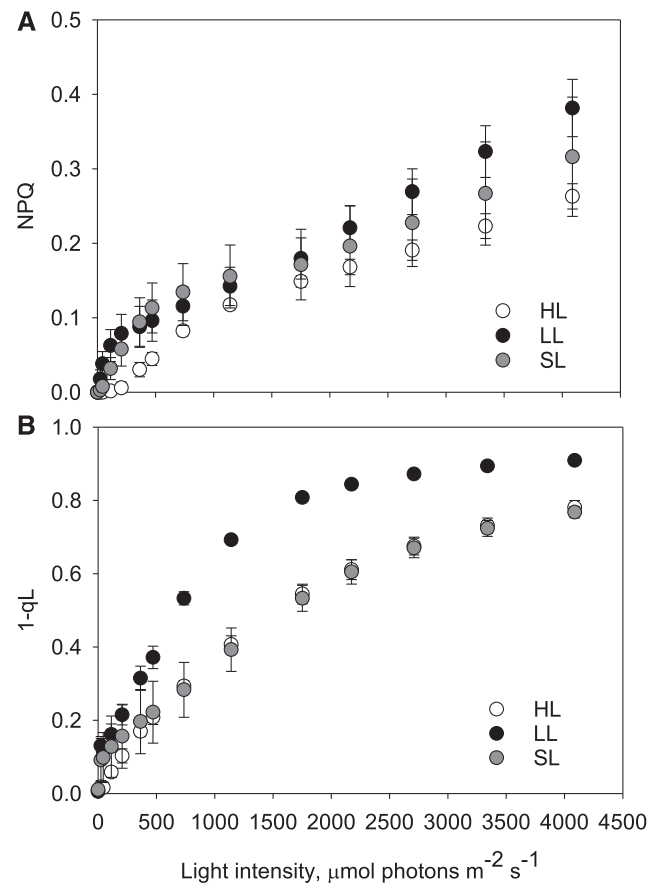 A
0.5
0.4
0.3
0.2
0.1
0.0
NPQ
HL
LL
SL
B
1.0
0.8
0.6
0.4
0.2
0.0
1-qL
HL
LL
SL
0 500 1000 1500 2000 2500 3000 3500 4000 4500
Light intensity, μmol photons m⁻² s⁻¹